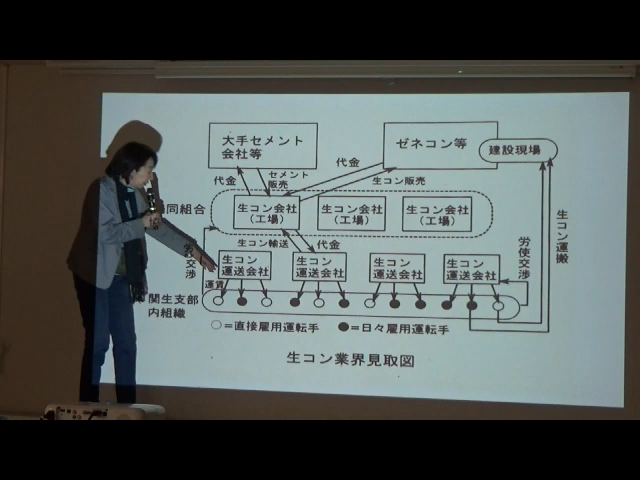 大手セメント
会社等
ゼネコン等
建設現場
代金
セメント
販売
代金
生コン販売
同組合
生コン会社
(工場)
生コン会社
(工場)
生コン会社
(工場)
生コン輸送
代金
生コン
運送会社
生コン
運送会社
生コン
運送会社
生コン
運送会社
労使交渉
生コン運搬
交渉
運賃
関生支部
内組織
○=直接雇用運転手
●=日々雇用運転手
生コン業界見取図